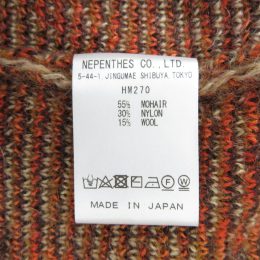 NEPENTHES CO., LTD.
5-44-1, JINGUMAE SHIBUYA, TOKYO
HM270
55% MOHAIR
30% NYLON
15% WOOL
MADE IN JAPAN